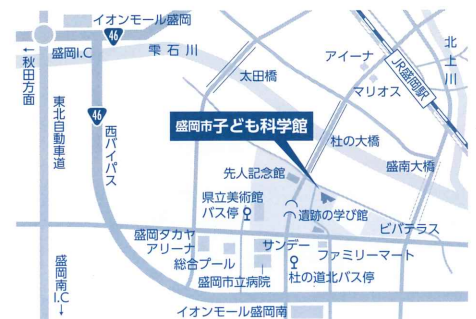 イオンモール盛岡
46
盛岡I.C
←秋田方面
雫石川
太田橋
アイーナ
マリオス
JR盛岡駅
北上川
東北自動車道
46
西バイパス
盛岡市子ども科学館
杜の大橋
盛南大橋
先人記念館
県立美術館
バス停
遺跡の学び館
ビバテラス
盛岡タカヤ
アリーナ
総合プール
盛岡市立病院
サンデー
ファミリーマート
杜の道北バス停
盛岡南I.C→
イオンモール盛岡南